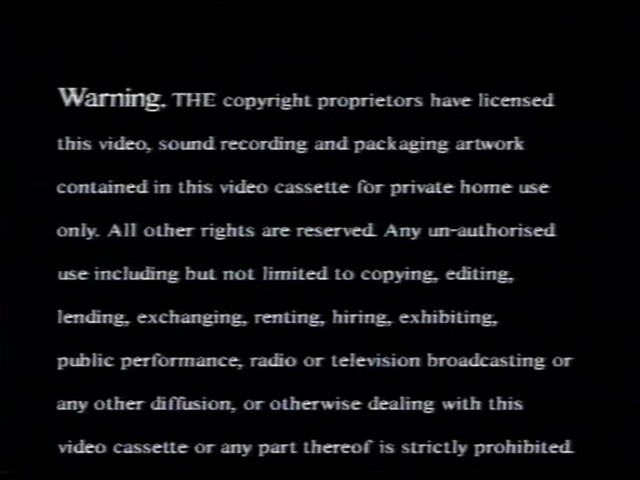 Warning. THE copyright proprietors have licensed
this video, sound recording and packaging artwork
contained in this video cassette for private home use
only. All other rights are reserved. Any un-authorised
use including but not limited to copying, editing,
lending, exchanging, renting, hiring, exhibiting,
public performance, radio or television broadcasting or
any other diffusion, or otherwise dealing with this
video cassette or any part thereof is strictly prohibited.